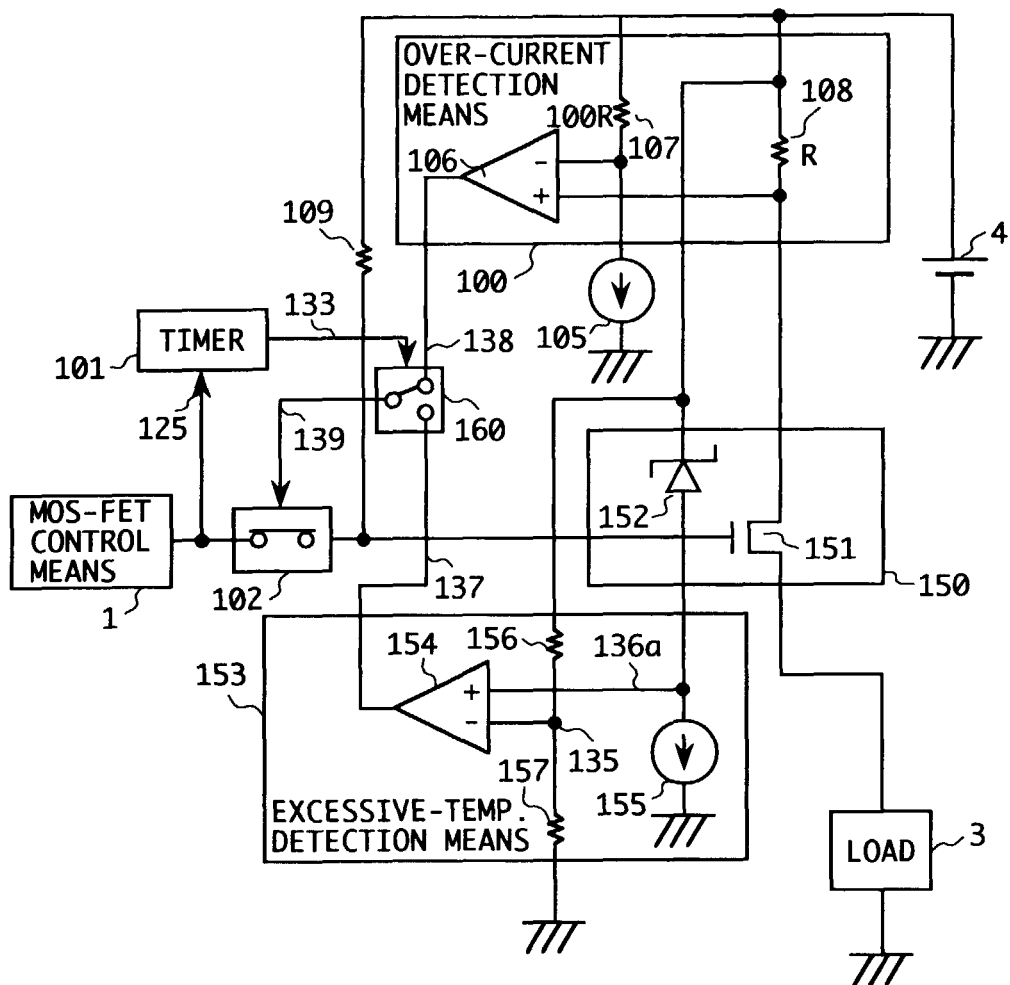 OVER-CURRENT
DETECTION
MEANS
100R
107
108
R
106
-
+
109
100
4
105
133
TIMER
101
138
160
125
139
MOS-FET
CONTROL
MEANS
1
102
137
152
151
150
153
154
156
136a
+
-
135
157
155
EXCESSIVE-TEMP.
DETECTION MEANS
LOAD
3